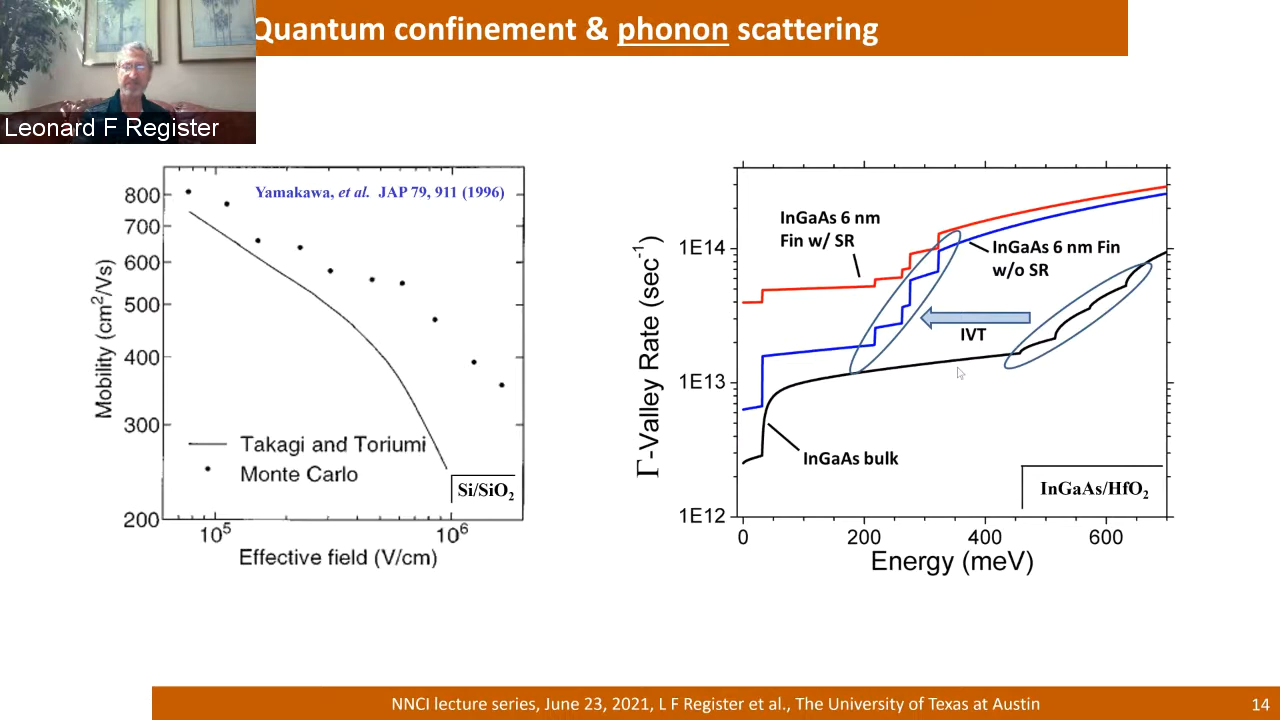 Quantum confinement & phonon scattering
Leonard F Register
Yamakawa, et al. JAP 79, 911 (1996)
800
700
600
500
400
300
200
Mobility (cm²/Vs)
Takagi and Toriumi
Monte Carlo
Si/SiO₂
10⁵
10⁶
Effective field (V/cm)
Γ-Valley Rate (sec⁻¹)
1E14
1E13
1E12
InGaAs 6 nm
Fin w/ SR
InGaAs 6 nm Fin
w/o SR
IVT
InGaAs bulk
InGaAs/HfO₂
0
200
400
600
Energy (meV)
NNCI lecture series, June 23, 2021, L F Register et al., The University of Texas at Austin
14